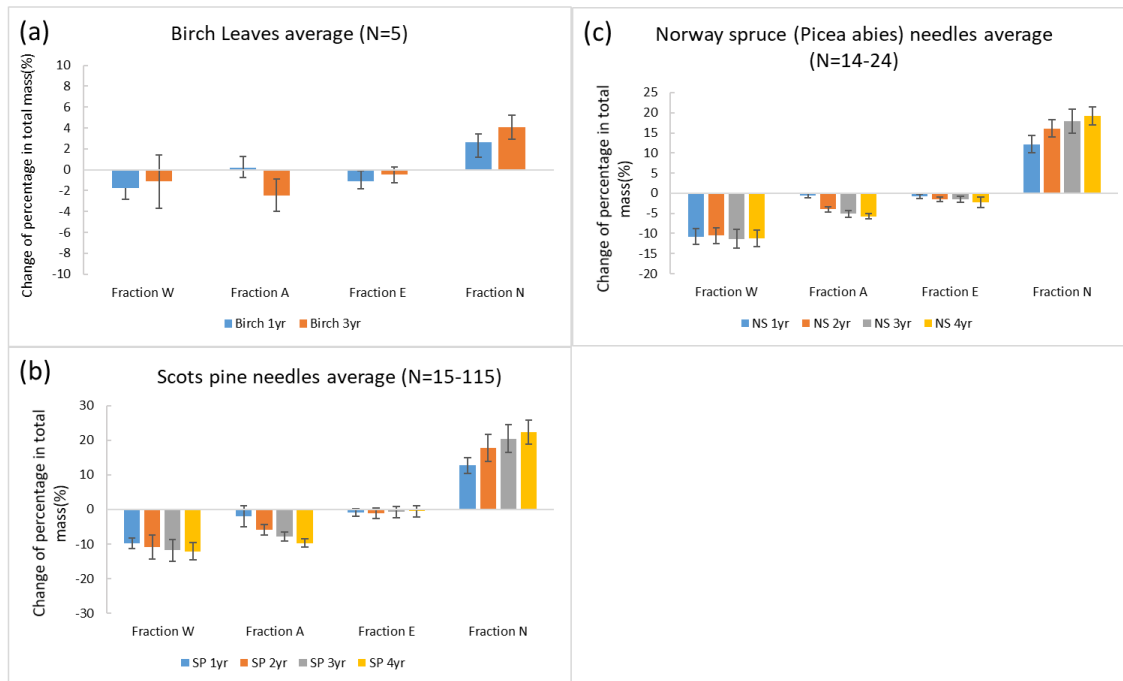 (a)
Birch Leaves average (N=5)
Change of percentage in total mass(%)
10
8
6
4
2
0
-2
-4
-6
-8
-10
Fraction W Fraction A Fraction E Fraction N
Birch 1yr Birch 3yr
(c)
Norway spruce (Picea abies) needles average
(N=14-24)
Change of percentage in total
mass(%)
25
20
15
10
5
0
-5
-10
-15
-20
Fraction W Fraction A Fraction E Fraction N
NS 1yr NS 2yr NS 3yr NS 4yr
(b)
Scots pine needles average (N=15-115)
Change of percentage in total
mass(%)
30
20
10
0
-10
-20
-30
Fraction W Fraction A Fraction E Fraction N
SP 1yr SP 2yr SP 3yr SP 4yr